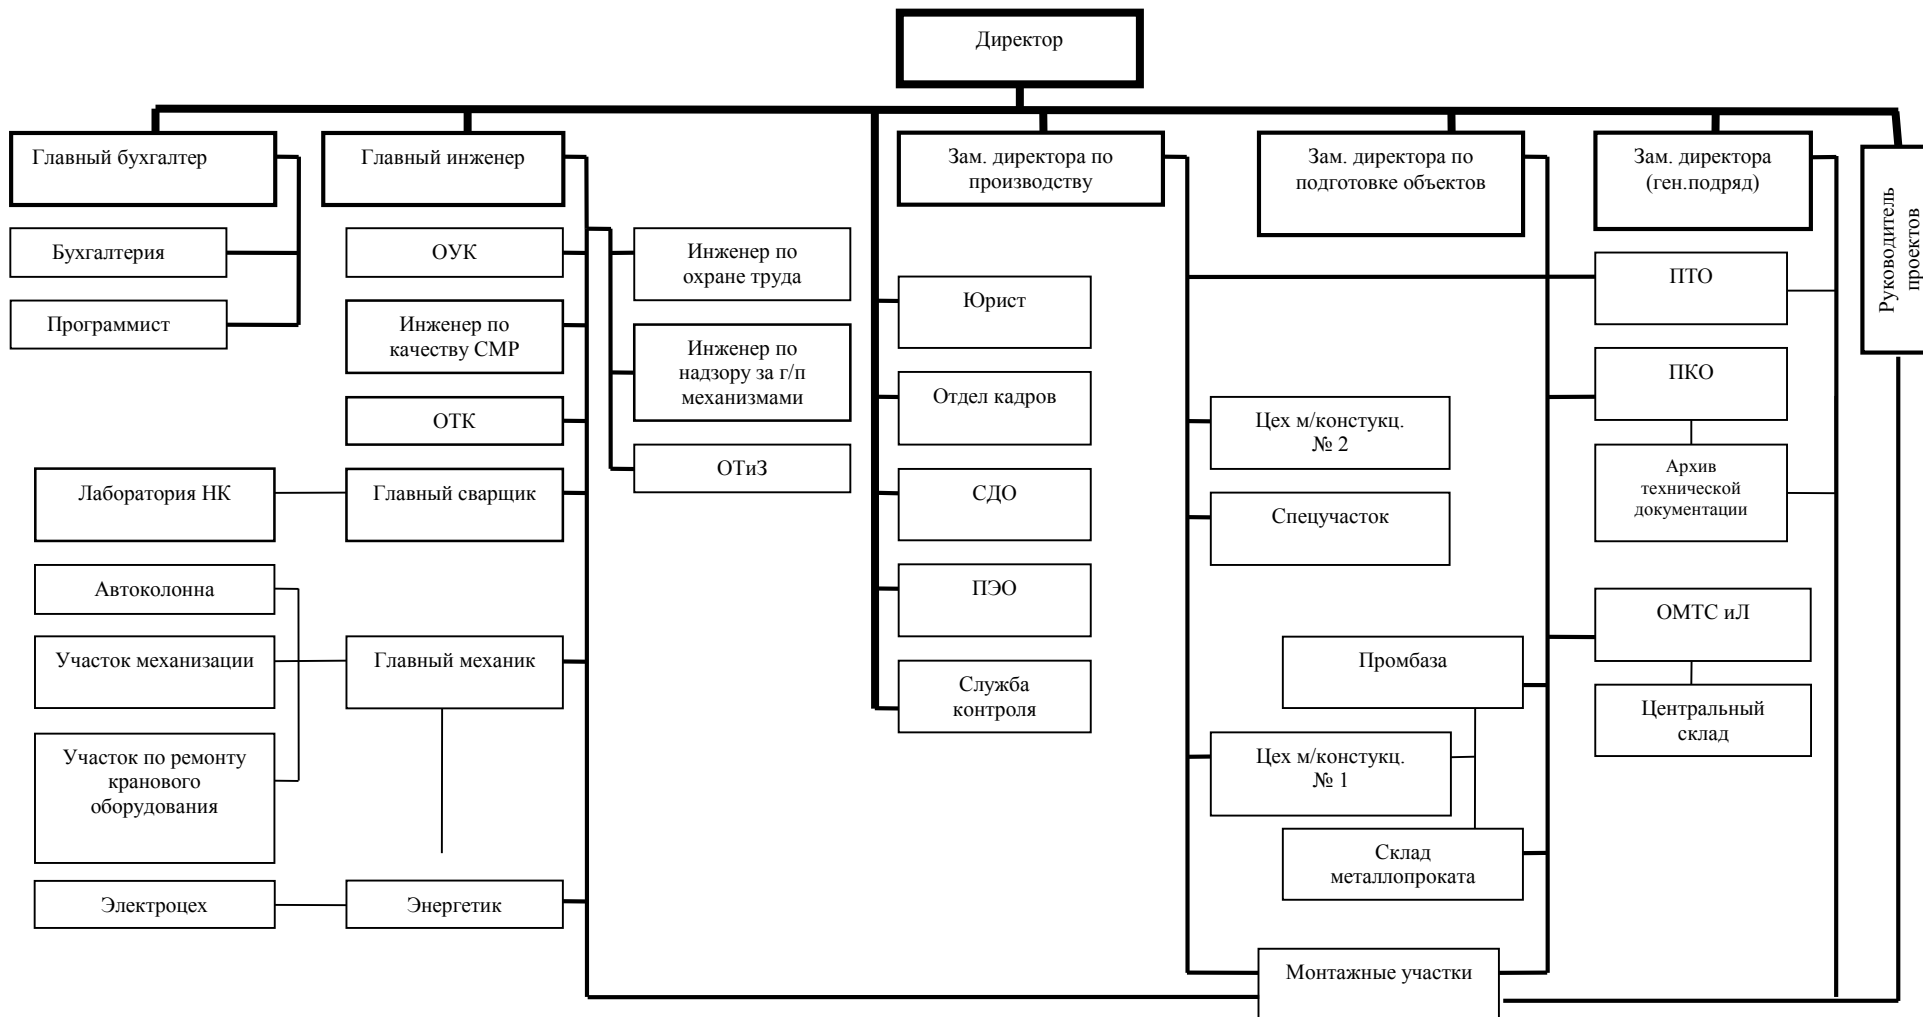 Директор
Главный бухгалтер
Главный инженер
Зам. директора по
производству
Зам. директора по
подготовке объектов
Зам. директора
(ген.подряд)
Руководитель
проектов
Бухгалтерия
Программист
ОУК
Инженер по
качеству СМР
ОТК
Лаборатория НК
Главный сварщик
Автоколонна
Участок механизации
Главный механик
Участок по ремонту
кранового
оборудования
Электроцех
Энергетик
Инженер по
охране труда
Инженер по
надзору за г/п
механизмами
ОТиЗ
Юрист
Отдел кадров
СДО
ПЭО
Служба
контроля
Цех м/констукц.
№ 2
Спецучасток
Промбаза
Цех м/констукц.
№ 1
Склад
металлопроката
Монтажные участки
ПТО
ПКО
Архив
технической
документации
ОМТС иЛ
Центральный
склад